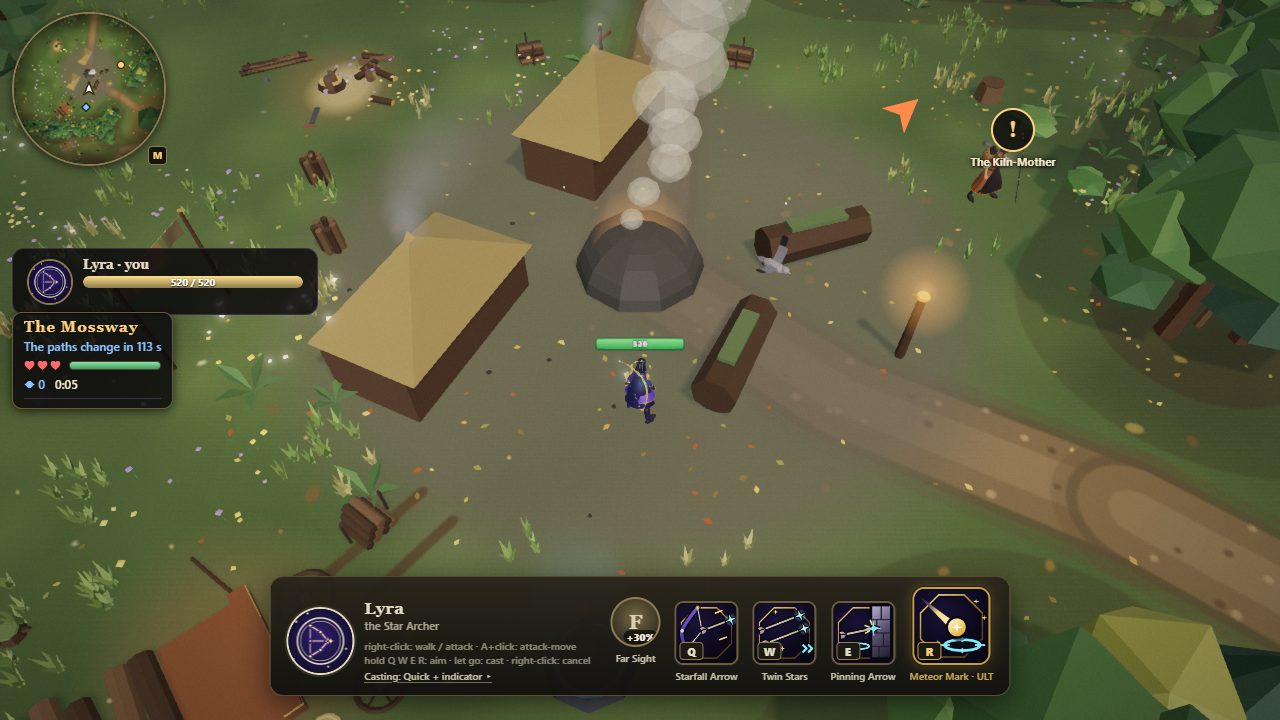 M
!
The Kiln-Mother
Lyra · you
520 / 520
The Mossway
The paths change in 113 s
0 0:05
520
Lyra
the Star Archer
right-click: walk / attack · A+click: attack-move
hold Q W E R: aim · let go: cast · right-click: cancel
Casting: Quick + indicator ▸
F
+30%
Far Sight
Q
Starfall Arrow
W
Twin Stars
E
Pinning Arrow
R
Meteor Mark · ULT